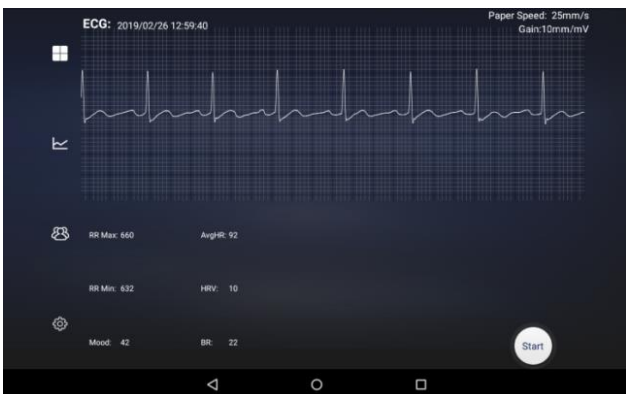 ECG: 2019/02/26 12:59:40
Paper Speed: 25mm/s
Gain:10mm/mV
RR Max: 660 AvgHR: 92
RR Min: 632 HRV: 10
Mood: 42 BR: 22
Start